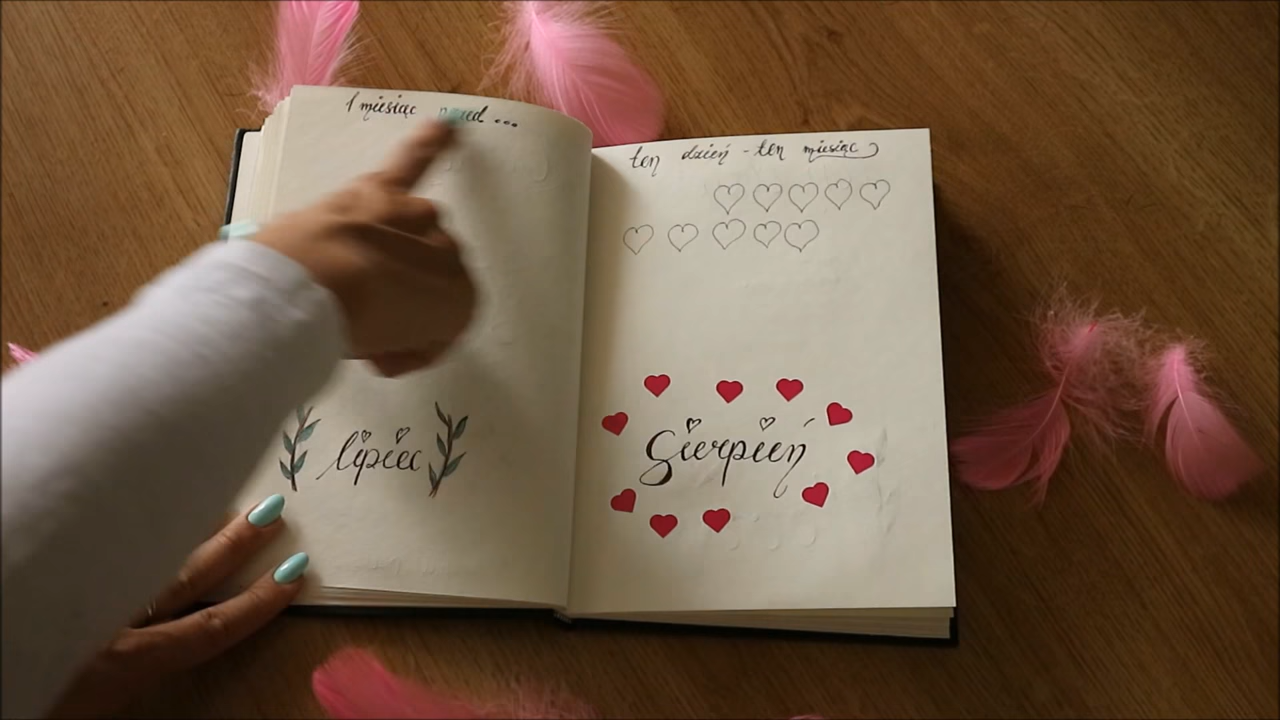 1 miesiąc przed ...
lipiec
ten dzień - ten miesiąc
Sierpień